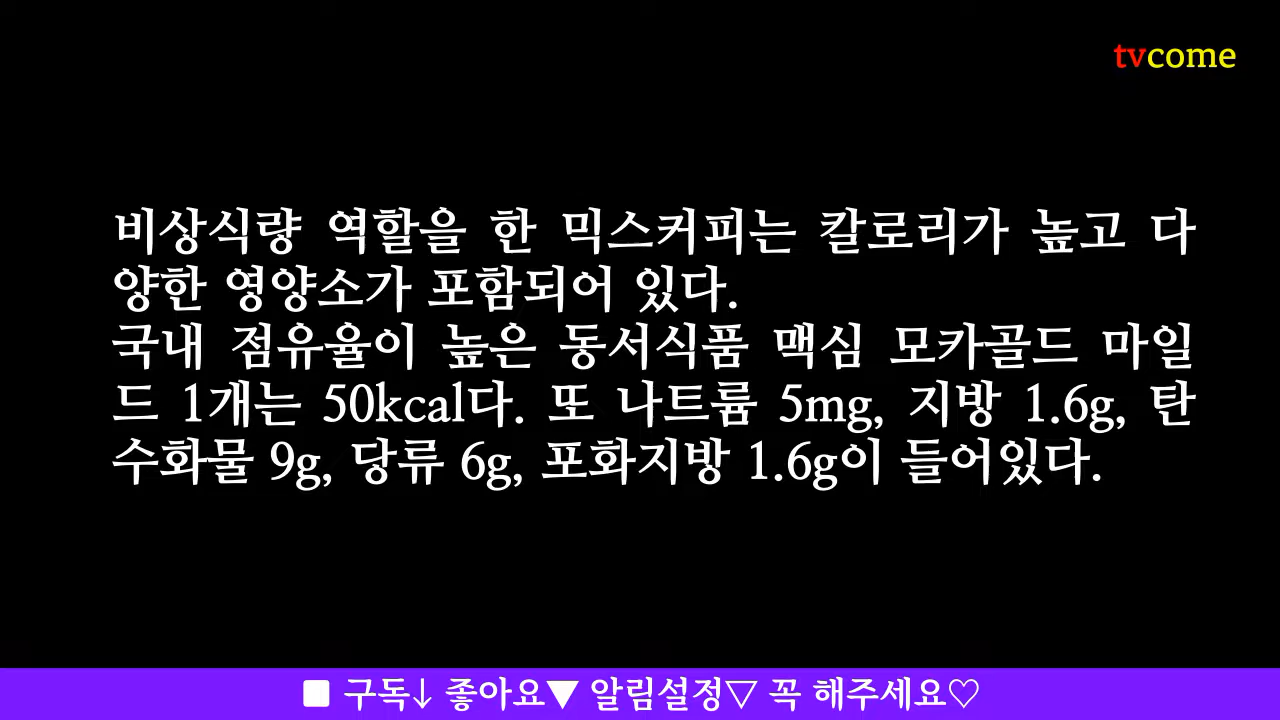 tvcome
비상식량 역할을 한 믹스커피는 칼로리가 높고 다
양한 영양소가 포함되어 있다.
국내 점유율이 높은 동서식품 맥심 모카골드 마일
드 1개는 50kcal다. 또 나트륨 5mg, 지방 1.6g, 탄
수화물 9g, 당류 6g, 포화지방 1.6g이 들어있다.
■ 구독↓ 좋아요▼ 알림설정▽ 꼭 해주세요♡